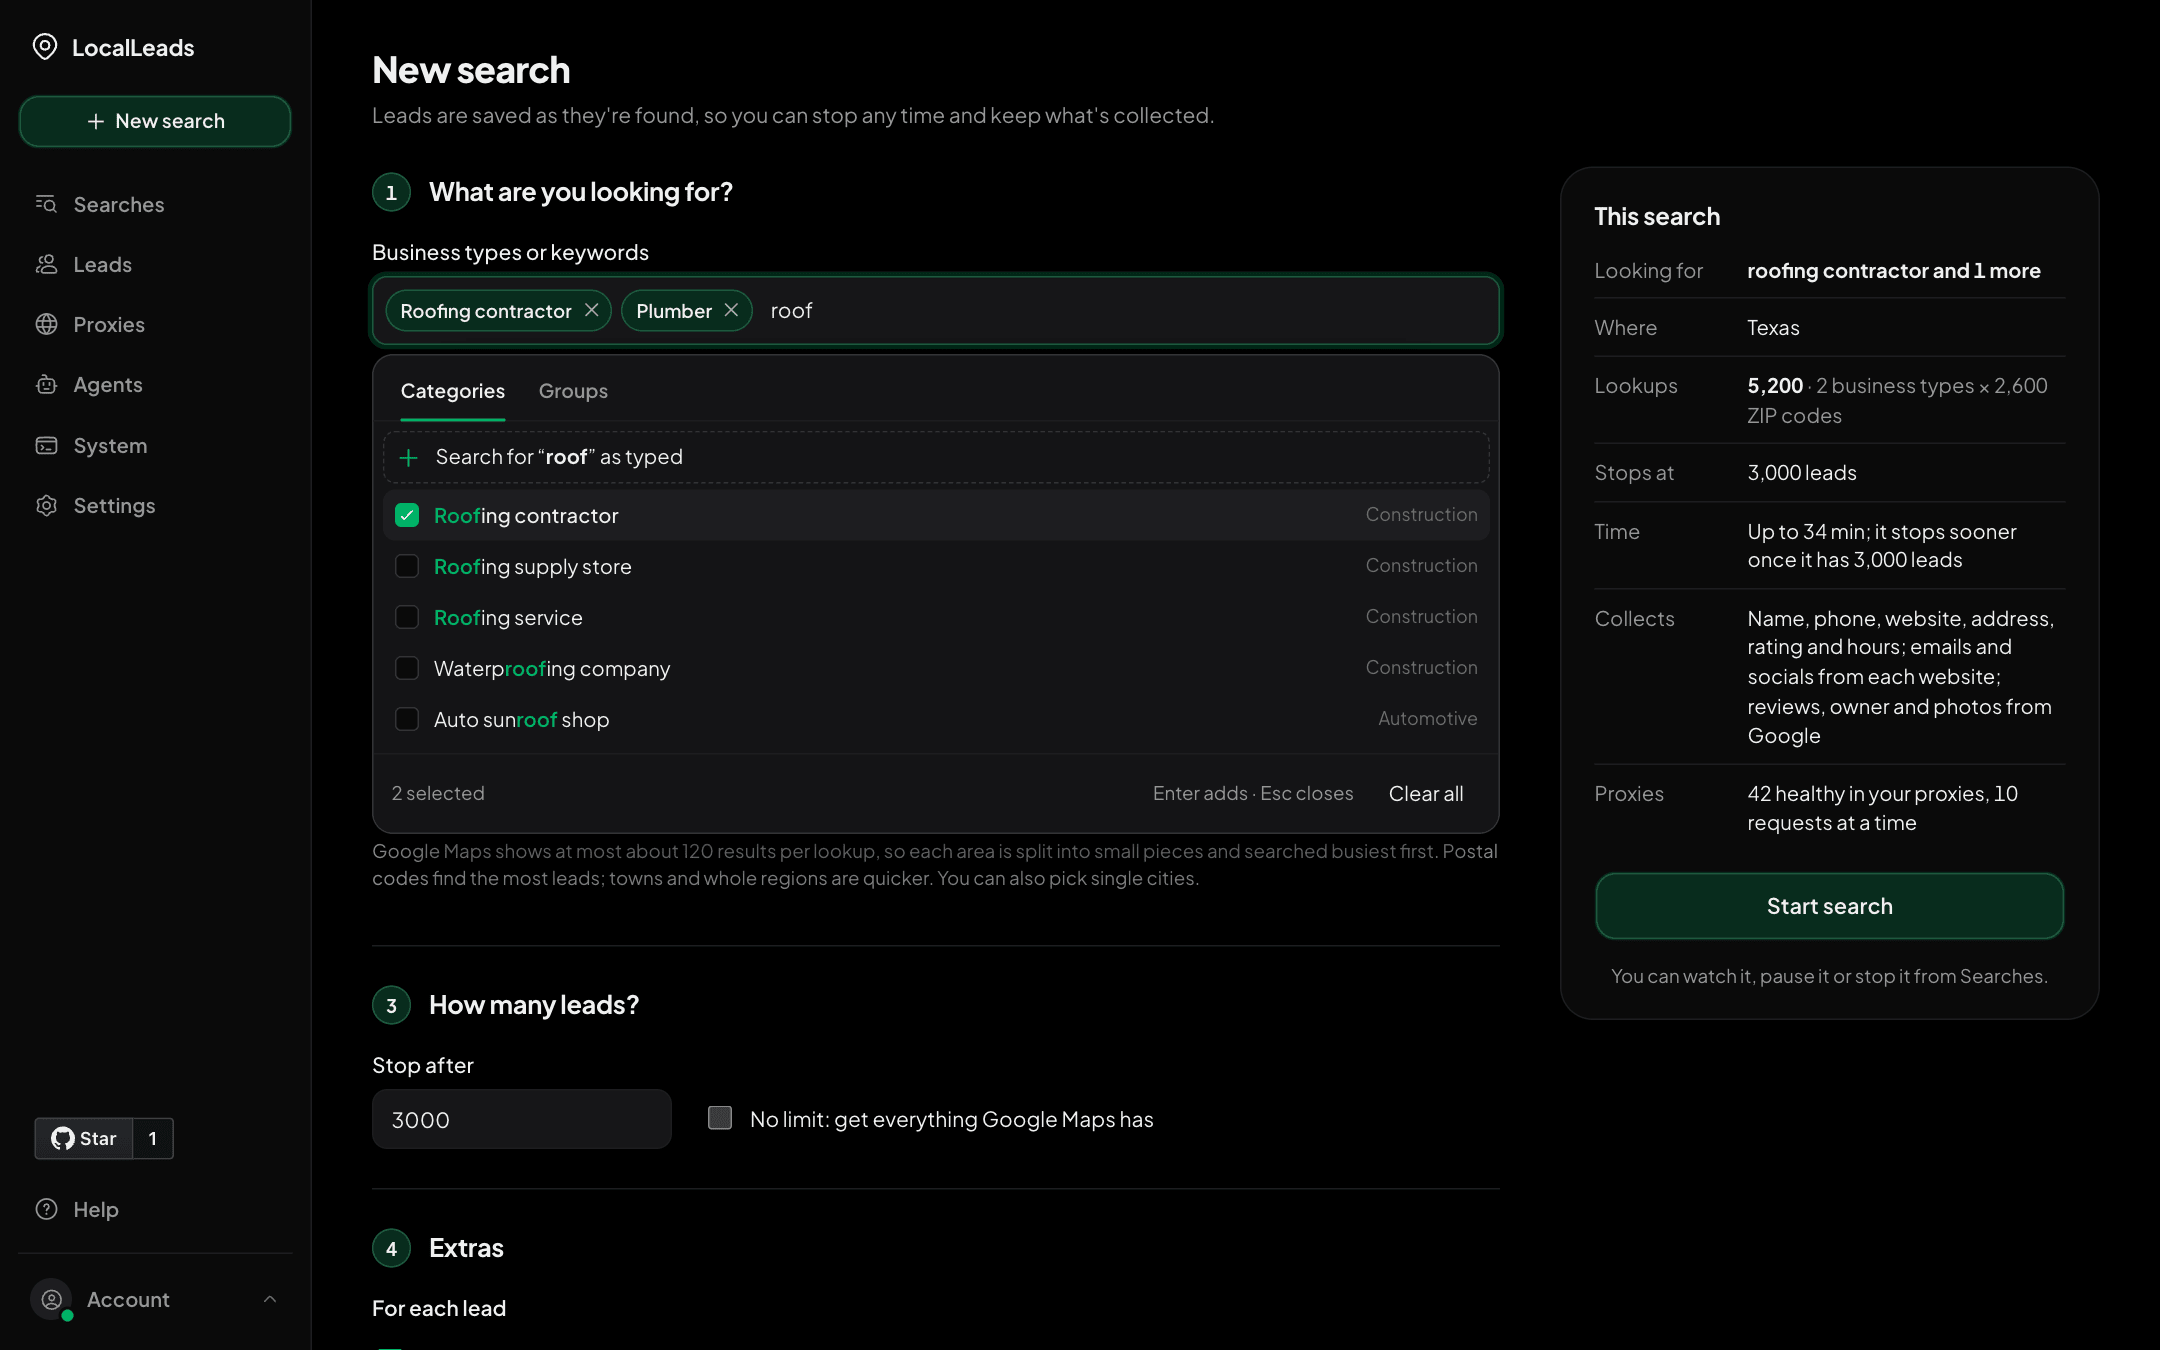 LocalLeads
New search
Searches
Leads
Proxies
Agents
System
Settings
Star 1
Help
Account
New search
Leads are saved as they're found, so you can stop any time and keep what's collected.
1 What are you looking for?
Business types or keywords
Roofing contractor Plumber roof
Categories Groups
Search for “roof” as typed
Roofing contractor Construction
Roofing supply store Construction
Roofing service Construction
Waterproofing company Construction
Auto sunroof shop Automotive
2 selected Enter adds · Esc closes Clear all
Google Maps shows at most about 120 results per lookup, so each area is split into small pieces and searched busiest first. Postal
codes find the most leads; towns and whole regions are quicker. You can also pick single cities.
3 How many leads?
Stop after
3000 No limit: get everything Google Maps has
4 Extras
For each lead
This search
Looking for roofing contractor and 1 more
Where Texas
Lookups 5,200 · 2 business types × 2,600
ZIP codes
Stops at 3,000 leads
Time Up to 34 min; it stops sooner
once it has 3,000 leads
Collects Name, phone, website, address,
rating and hours; emails and
socials from each website;
reviews, owner and photos from
Google
Proxies 42 healthy in your proxies, 10
requests at a time
Start search
You can watch it, pause it or stop it from Searches.